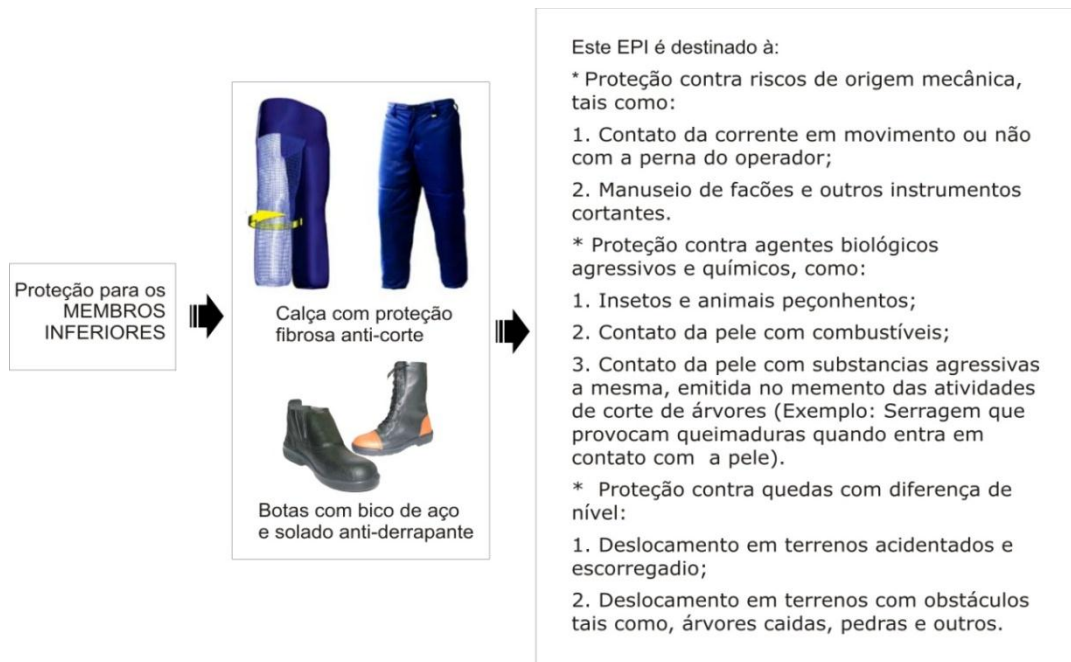 Proteção para os
MEMBROS
INFERIORES
Calça com proteção
fibrosa anti-corte
Botas com bico de aço
e solado anti-derrapante
Este EPI é destinado à:
* Proteção contra riscos de origem mecânica,
tais como:
1. Contato da corrente em movimento ou não
com a perna do operador;
2. Manuseio de facões e outros instrumentos
cortantes.
* Proteção contra agentes biológicos
agressivos e químicos, como:
1. Insetos e animais peçonhentos;
2. Contato da pele com combustíveis;
3. Contato da pele com substancias agressivas
a mesma, emitida no memento das atividades
de corte de árvores (Exemplo: Serragem que
provocam queimaduras quando entra em
contato com a pele).
* Proteção contra quedas com diferença de
nível:
1. Deslocamento em terrenos acidentados e
escorregadio;
2. Deslocamento em terrenos com obstáculos
tais como, árvores caidas, pedras e outros.